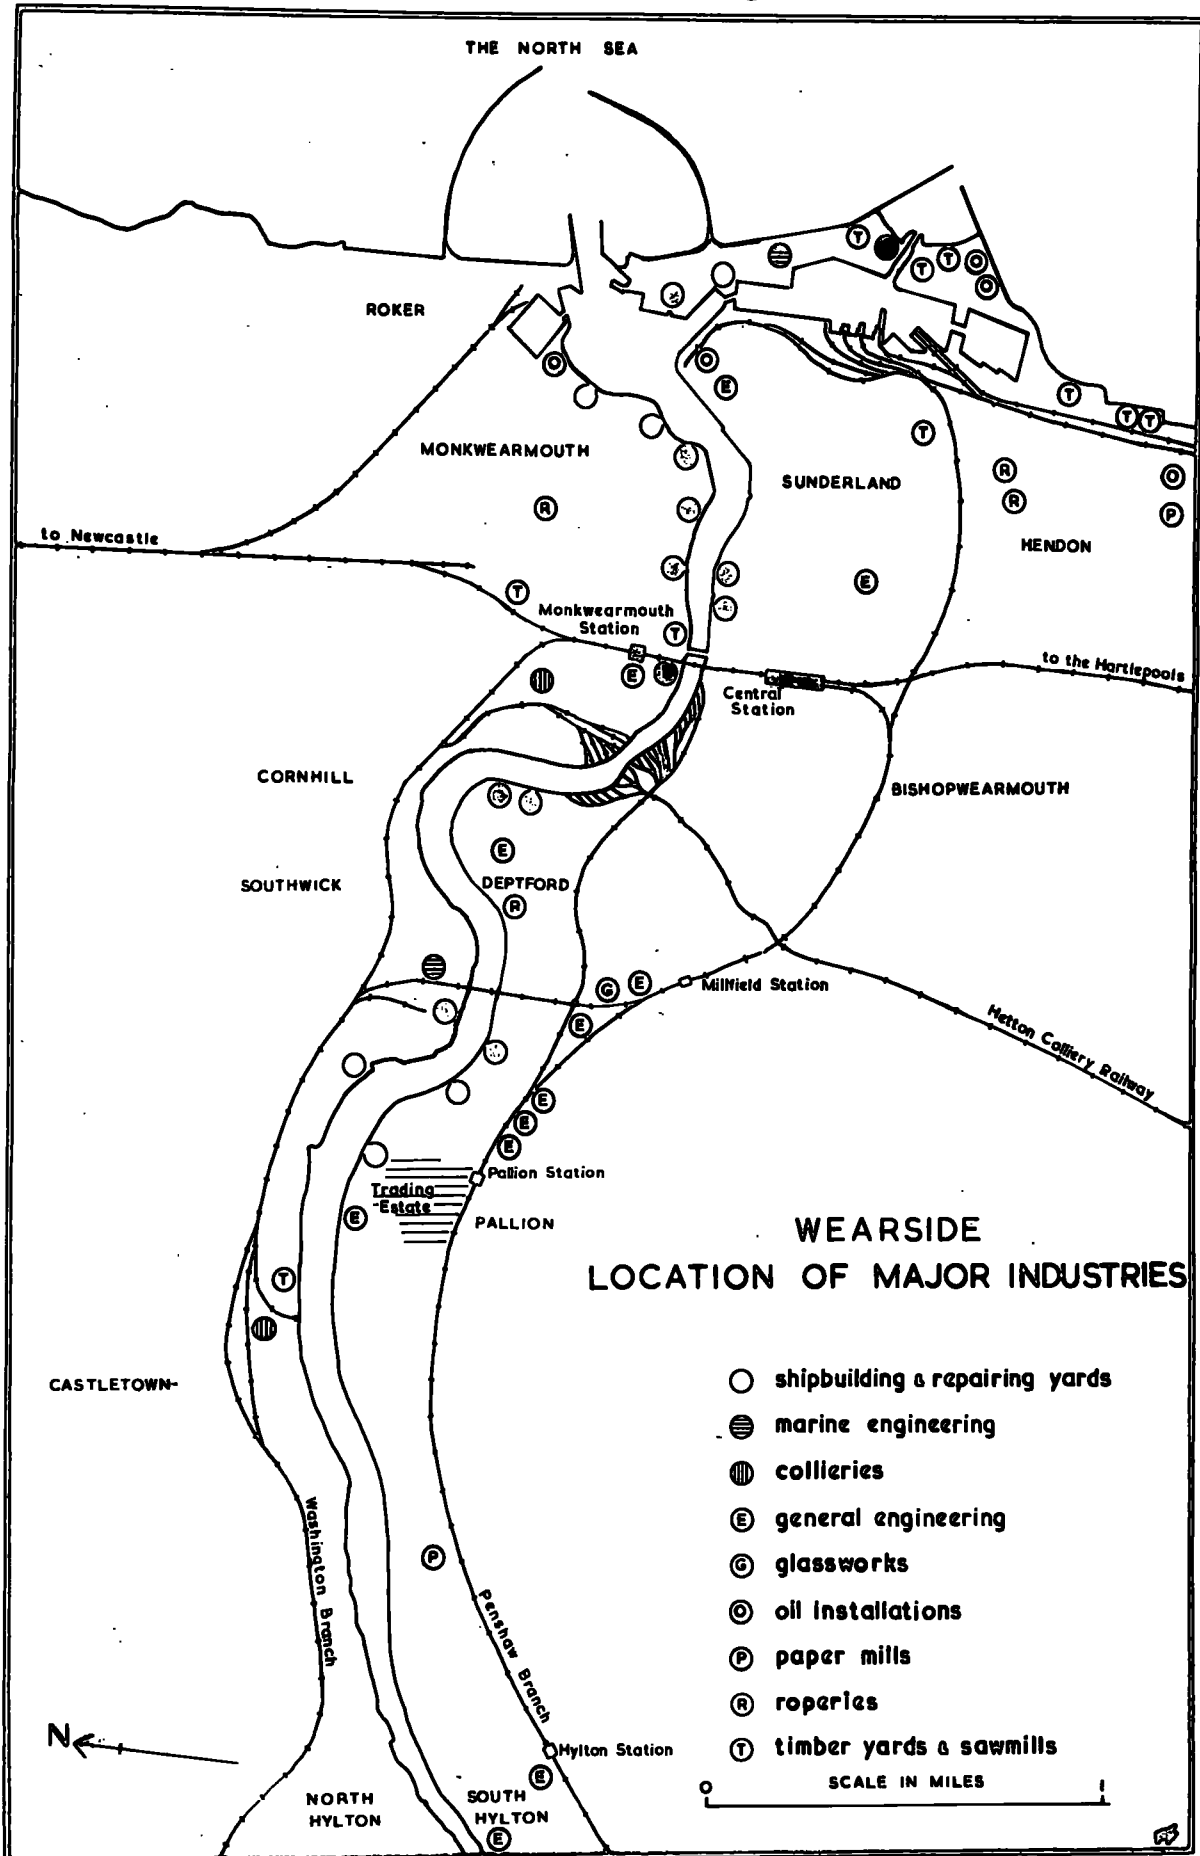 THE NORTH SEA
T
T
T
O
O
ROKER
O
O
E
T
T
T
T
MONKWEARMOUTH
SUNDERLAND
R
R
O
R
P
to Newcastle
HENDON
E
T
Monkwearmouth
Station
T
E
to the Hartlepools
Central
Station
CORNHILL
BISHOPWEARMOUTH
E
SOUTHWICK
DEPTFORD
R
G
E
Millfield Station
E
Hetton Colliery Railway
E
E
E
Pallion Station
Trading
Estate
E
PALLION
WEARSIDE
LOCATION OF MAJOR INDUSTRIES
T
CASTLETOWN
shipbuilding & repairing yards
marine engineering
collieries
E general engineering
G glassworks
O oil installations
P paper mills
R roperies
T timber yards & sawmills
Washington Branch
P
Penshaw Branch
N
Hylton Station
E
0 SCALE IN MILES 1
NORTH
HYLTON
SOUTH
HYLTON
E